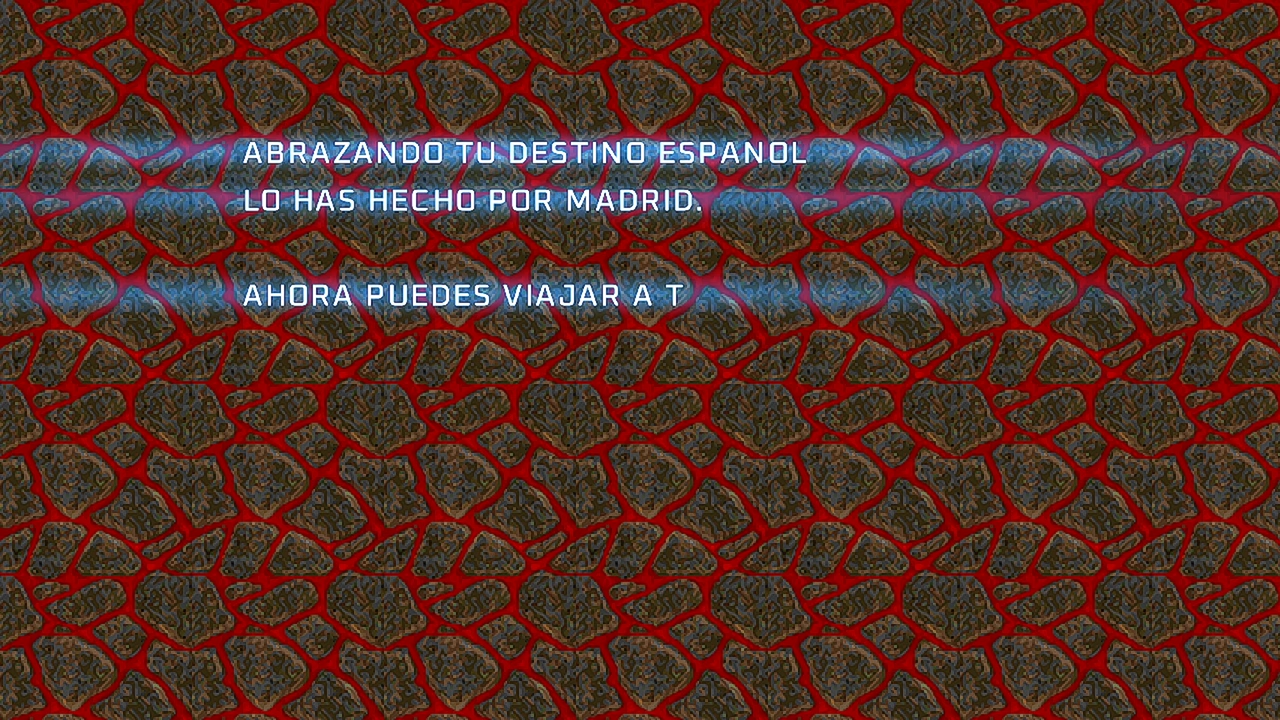 ABRAZANDO TU DESTINO ESPANOL
LO HAS HECHO POR MADRID.
AHORA PUEDES VIAJAR A T